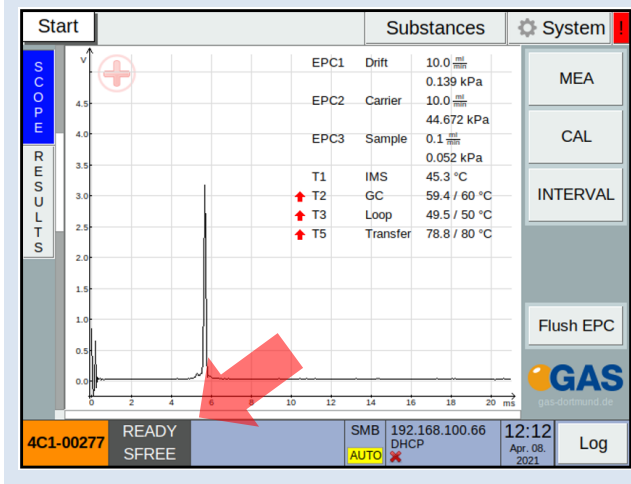 Start
Substances
System
!
SCOPE
RESULTS
V
4.5
4.0
3.5
3.0
2.5
2.0
1.5
1.0
0.5
0.0
0 2 4 6 8 10 12 14 16 18 20 ms
EPC1 Drift 10.0 ml/min
0.139 kPa
EPC2 Carrier 10.0 ml/min
44.672 kPa
EPC3 Sample 0.1 ml/min
0.052 kPa
T1 IMS 45.3 °C
T2 GC 59.4 / 60 °C
T3 Loop 49.5 / 50 °C
T5 Transfer 78.8 / 80 °C
MEA
CAL
INTERVAL
Flush EPC
GAS
gas-dortmund.de
4C1-00277
READY
SFREE
SMB
AUTO
192.168.100.66
DHCP
12:12
Apr. 08.
2021
Log